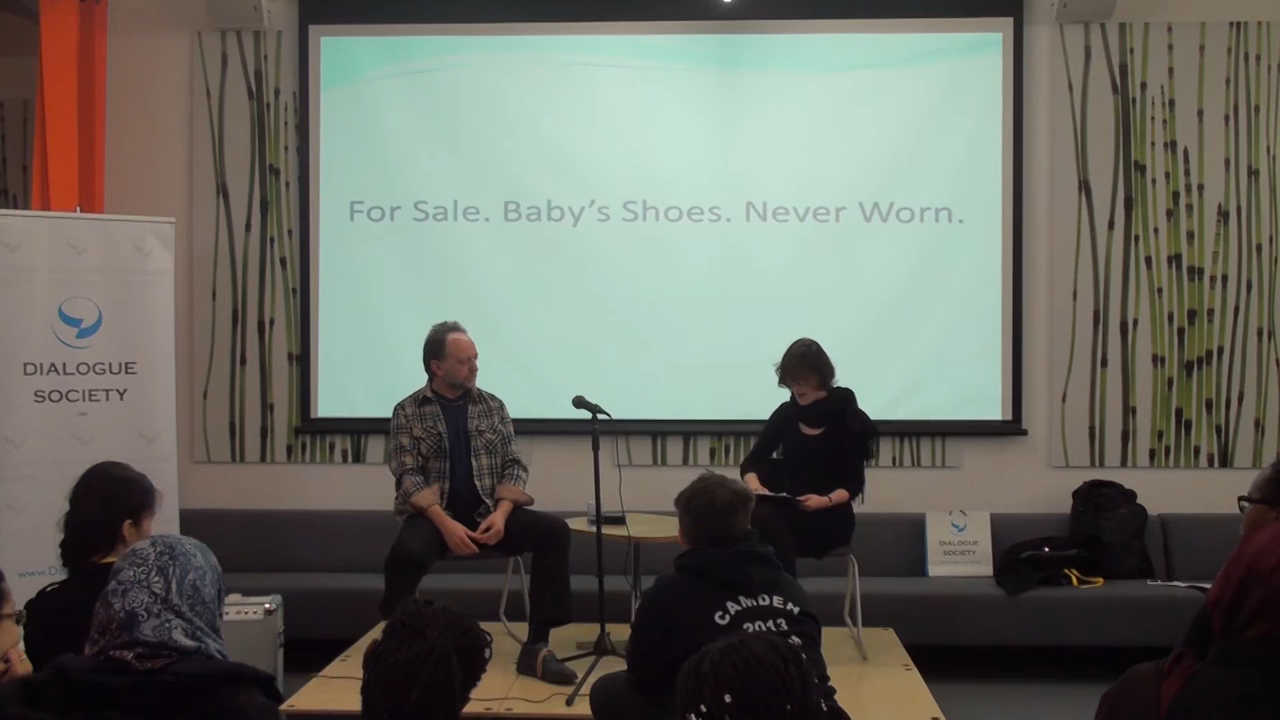 For Sale. Baby's Shoes. Never Worn.
DIALOGUE
SOCIETY
CAMDEN
2013
DIALOGUE
SOCIETY